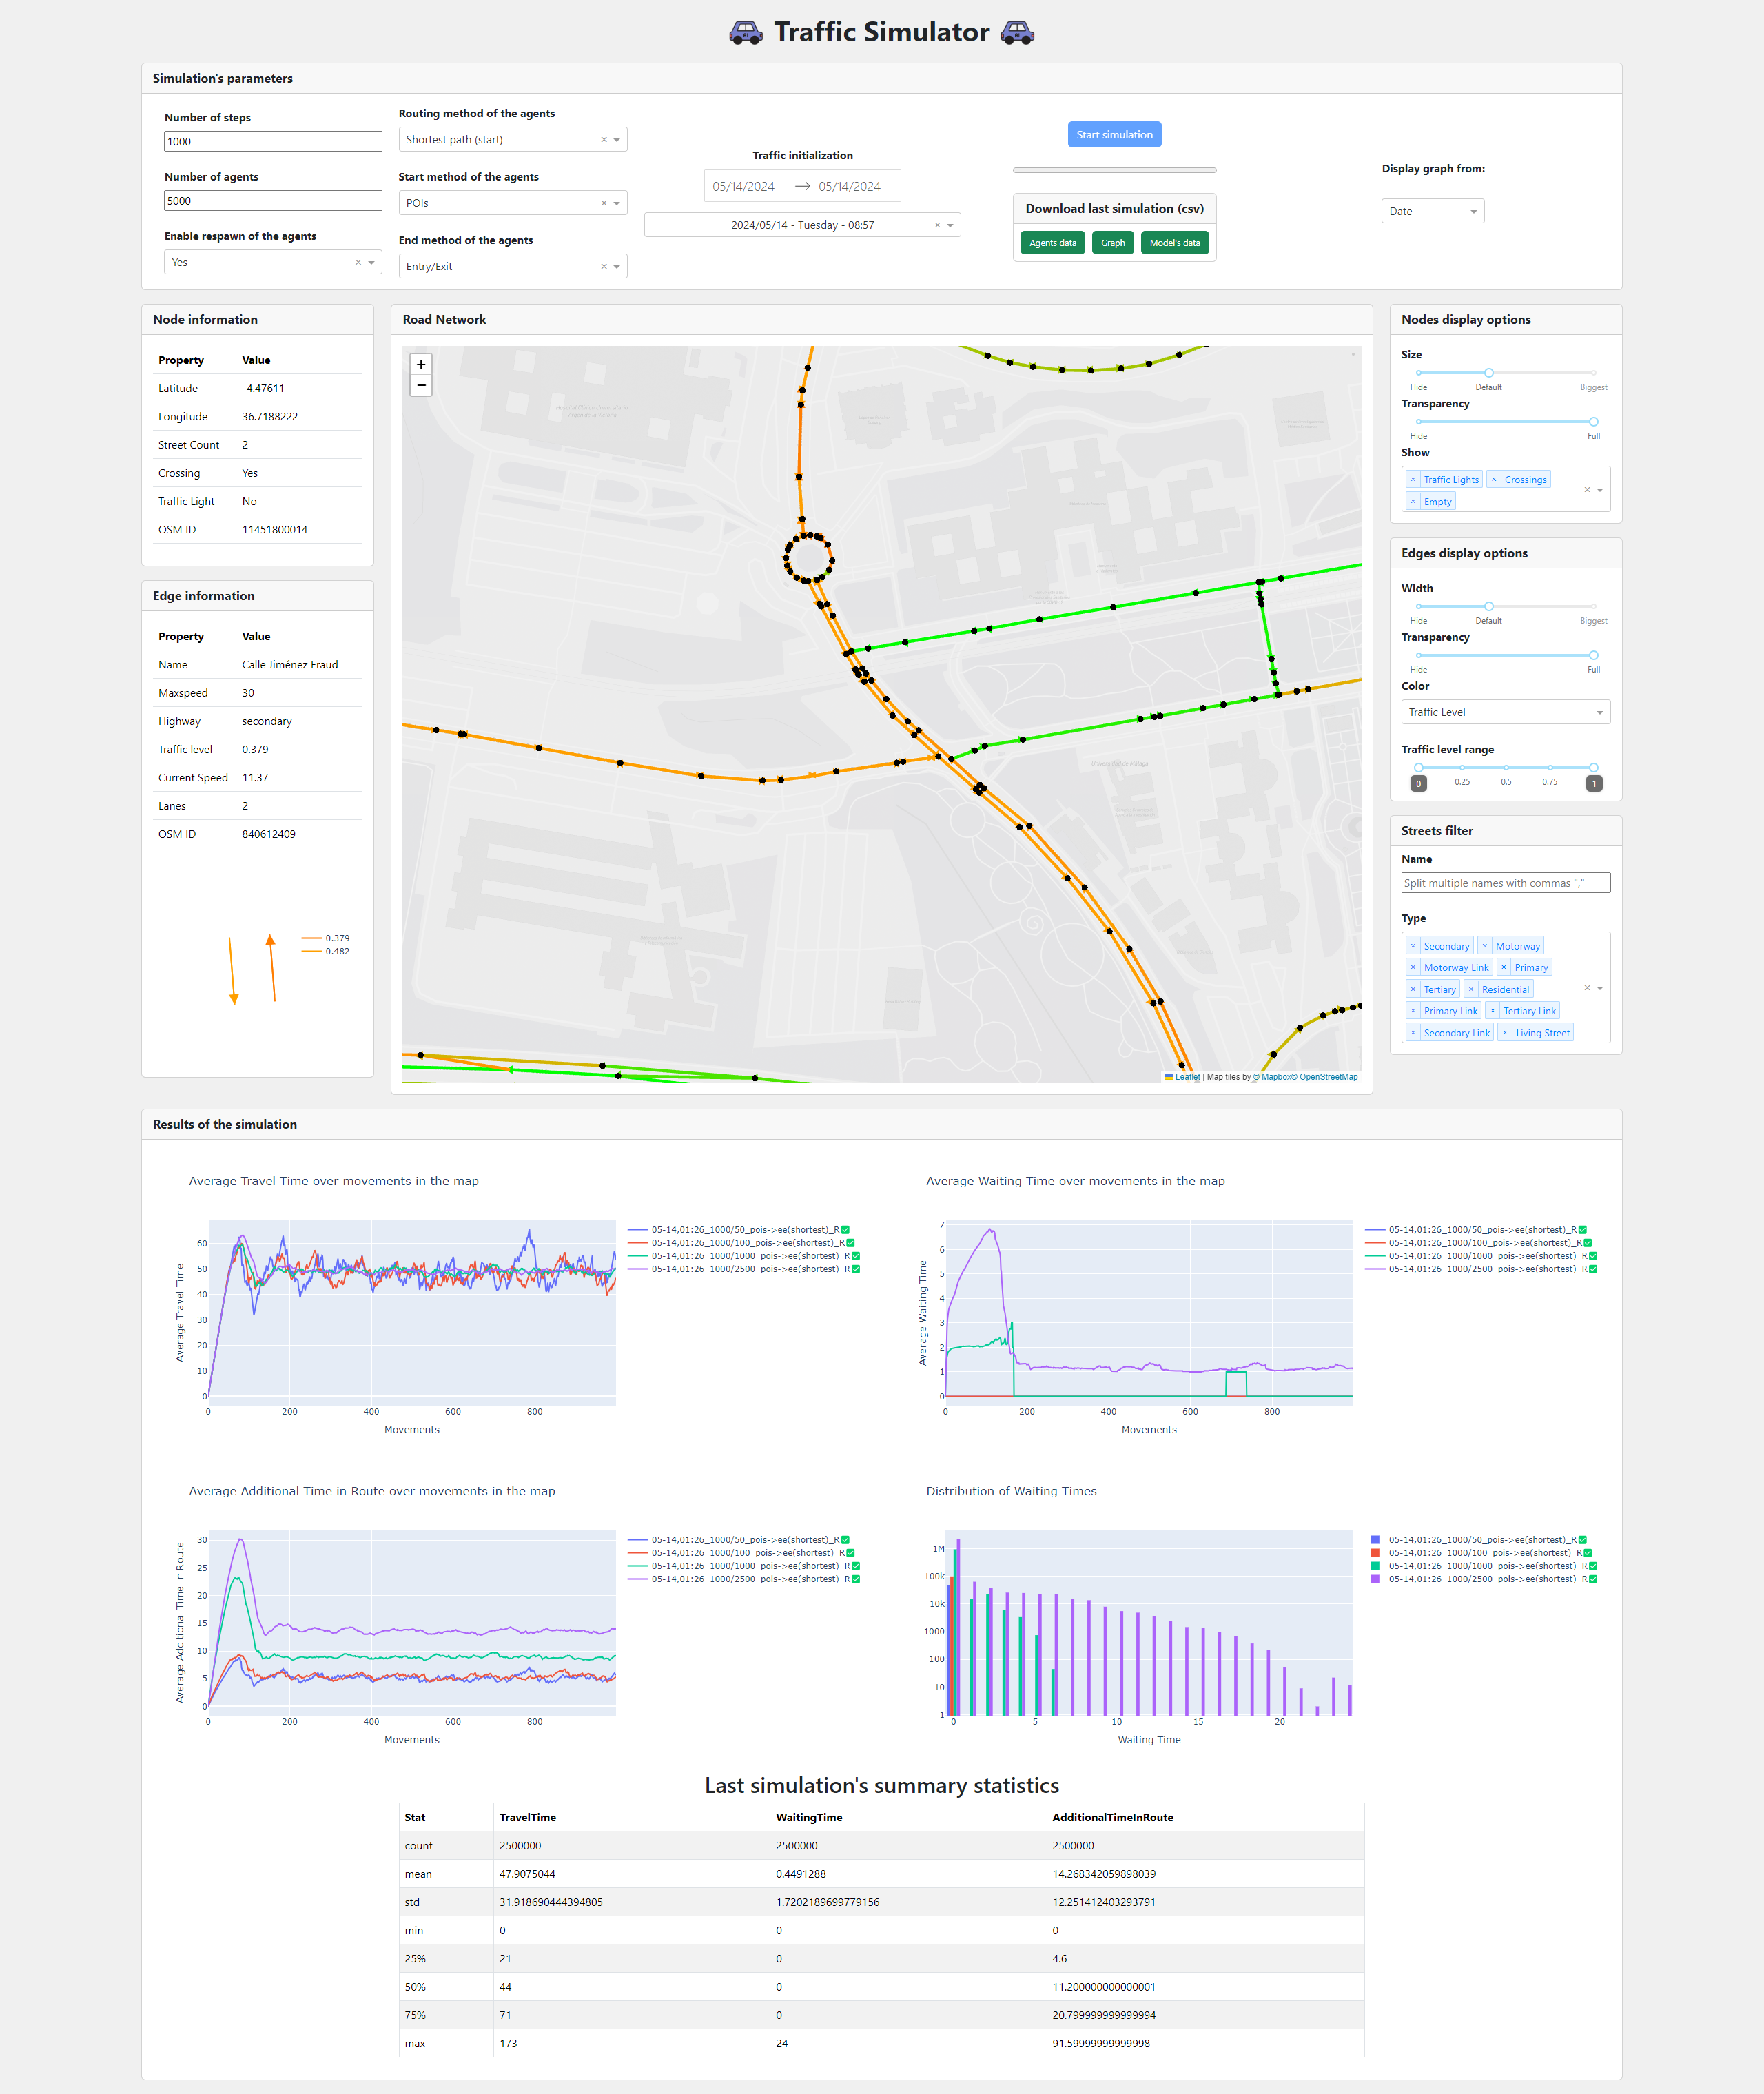 Traffic Simulator
Simulation's parameters
Number of steps
1000
Number of agents
5000
Enable respawn of the agents
Yes
Routing method of the agents
Shortest path (start)
Start method of the agents
POIs
End method of the agents
Entry/Exit
Traffic initialization
05/14/2024 → 05/14/2024
2024/05/14 - Tuesday - 08:57
Start simulation
Download last simulation (csv)
Agents data Graph Model's data
Display graph from:
Date
Node information
Property Value
Latitude -4.47611
Longitude 36.7188222
Street Count 2
Crossing Yes
Traffic Light No
OSM ID 11451800014
Edge information
Property Value
Name Calle Jiménez Fraud
Maxspeed 30
Highway secondary
Traffic level 0.379
Current Speed 11.37
Lanes 2
OSM ID 840612409
0.379
0.482
Road Network
+
−
Leaflet | Map tiles by © Mapbox© OpenStreetMap
Nodes display options
Size
Hide Default Biggest
Transparency
Hide Full
Show
× Traffic Lights × Crossings
× Empty
Edges display options
Width
Hide Default Biggest
Transparency
Hide Full
Color
Traffic Level
Traffic level range
0 0.25 0.5 0.75 1
Streets filter
Name
Split multiple names with commas ","
Type
× Secondary × Motorway
× Motorway Link × Primary
× Tertiary × Residential
× Primary Link × Tertiary Link
× Secondary Link × Living Street
Results of the simulation
Average Travel Time over movements in the map
Average Travel Time
60
50
40
30
20
10
0
0 200 400 600 800
Movements
05-14,01:26_1000/50_pois->ee(shortest)_R✅
05-14,01:26_1000/100_pois->ee(shortest)_R✅
05-14,01:26_1000/1000_pois->ee(shortest)_R✅
05-14,01:26_1000/2500_pois->ee(shortest)_R✅
Average Waiting Time over movements in the map
Average Waiting Time
7
6
5
4
3
2
1
0
0 200 400 600 800
Movements
05-14,01:26_1000/50_pois->ee(shortest)_R✅
05-14,01:26_1000/100_pois->ee(shortest)_R✅
05-14,01:26_1000/1000_pois->ee(shortest)_R✅
05-14,01:26_1000/2500_pois->ee(shortest)_R✅
Average Additional Time in Route over movements in the map
Average Additional Time in Route
30
25
20
15
10
5
0
0 200 400 600 800
Movements
05-14,01:26_1000/50_pois->ee(shortest)_R✅
05-14,01:26_1000/100_pois->ee(shortest)_R✅
05-14,01:26_1000/1000_pois->ee(shortest)_R✅
05-14,01:26_1000/2500_pois->ee(shortest)_R✅
Distribution of Waiting Times
1M
100k
10k
1000
100
10
1
0 5 10 15 20
Waiting Time
05-14,01:26_1000/50_pois->ee(shortest)_R✅
05-14,01:26_1000/100_pois->ee(shortest)_R✅
05-14,01:26_1000/1000_pois->ee(shortest)_R✅
05-14,01:26_1000/2500_pois->ee(shortest)_R✅
Last simulation's summary statistics
Stat TravelTime WaitingTime AdditionalTimeInRoute
count 2500000 2500000 2500000
mean 47.9075044 0.4491288 14.268342059898039
std 31.918690444394805 1.7202189699779156 12.251412403293791
min 0 0 0
25% 21 0 4.6
50% 44 0 11.200000000000001
75% 71 0 20.799999999999994
max 173 24 91.59999999999998